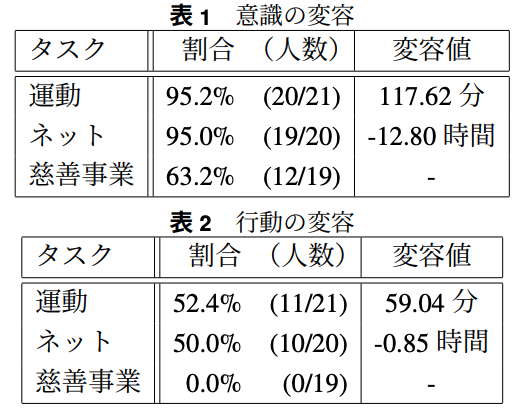 表 1 意識の変容
タスク 割合 (人数) 変容値
運動 95.2% (20/21) 117.62 分
ネット 95.0% (19/20) -12.80 時間
慈善事業 63.2% (12/19) -
表 2 行動の変容
タスク 割合 (人数) 変容値
運動 52.4% (11/21) 59.04 分
ネット 50.0% (10/20) -0.85 時間
慈善事業 0.0% (0/19) -